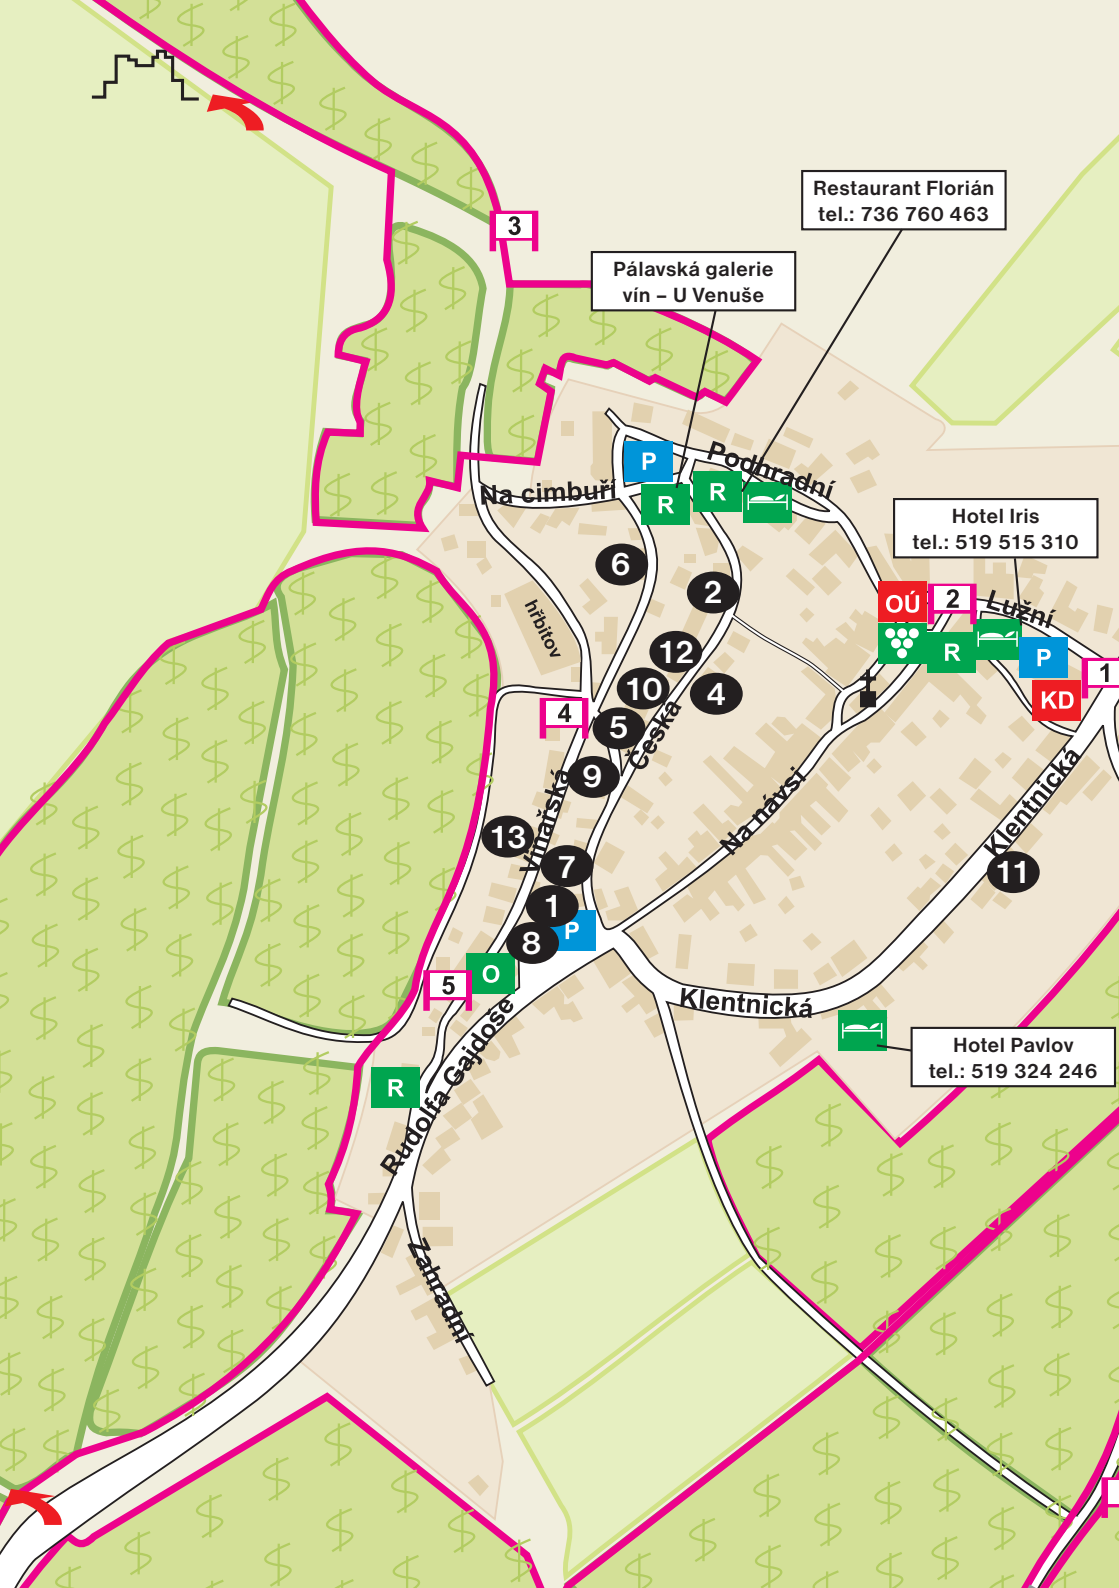 Restaurant Florián
tel.: 736 760 463
3
Pálavská galerie
vín – U Venuše
P
Podhradní
Na cimbuří
R
R
Hotel Iris
tel.: 519 515 310
6
2
OÚ
2
Lužní
hřbitov
12
R
P
1
10
4
KD
4
5
Česká
9
Vinařská
Na návsi
Klentnická
13
7
11
1
P
8
O
5
Klentnická
Rudolfa Gajdoše
Hotel Pavlov
tel.: 519 324 246
R
Zahradní